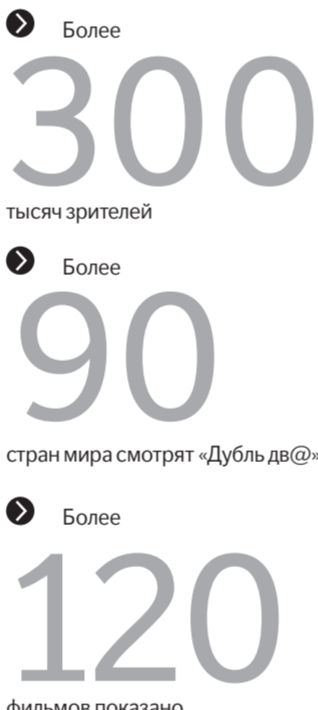 Более
300
тысяч зрителей
Более
90
стран мира смотрят «Дубль дв@»
Более
120
фильмов показано